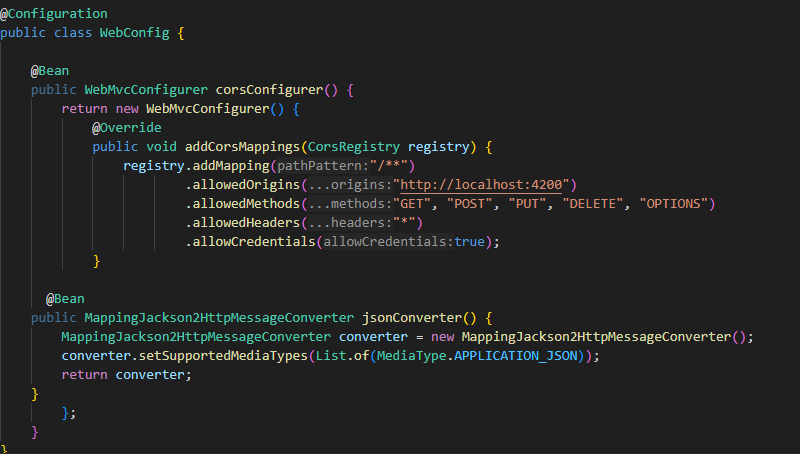 @Configuration
public class WebConfig {
@Bean
public WebMvcConfigurer corsConfigurer() {
return new WebMvcConfigurer() {
@Override
public void addCorsMappings(CorsRegistry registry) {
registry.addMapping(pathPattern:"/**")
.allowedOrigins(...origins:"http://localhost:4200")
.allowedMethods(...methods:"GET", "POST", "PUT", "DELETE", "OPTIONS")
.allowedHeaders(...headers:"*")
.allowCredentials(allowCredentials:true);
}
@Bean
public MappingJackson2HttpMessageConverter jsonConverter() {
MappingJackson2HttpMessageConverter converter = new MappingJackson2HttpMessageConverter();
converter.setSupportedMediaTypes(List.of(MediaType.APPLICATION_JSON));
return converter;
}
};
}
}